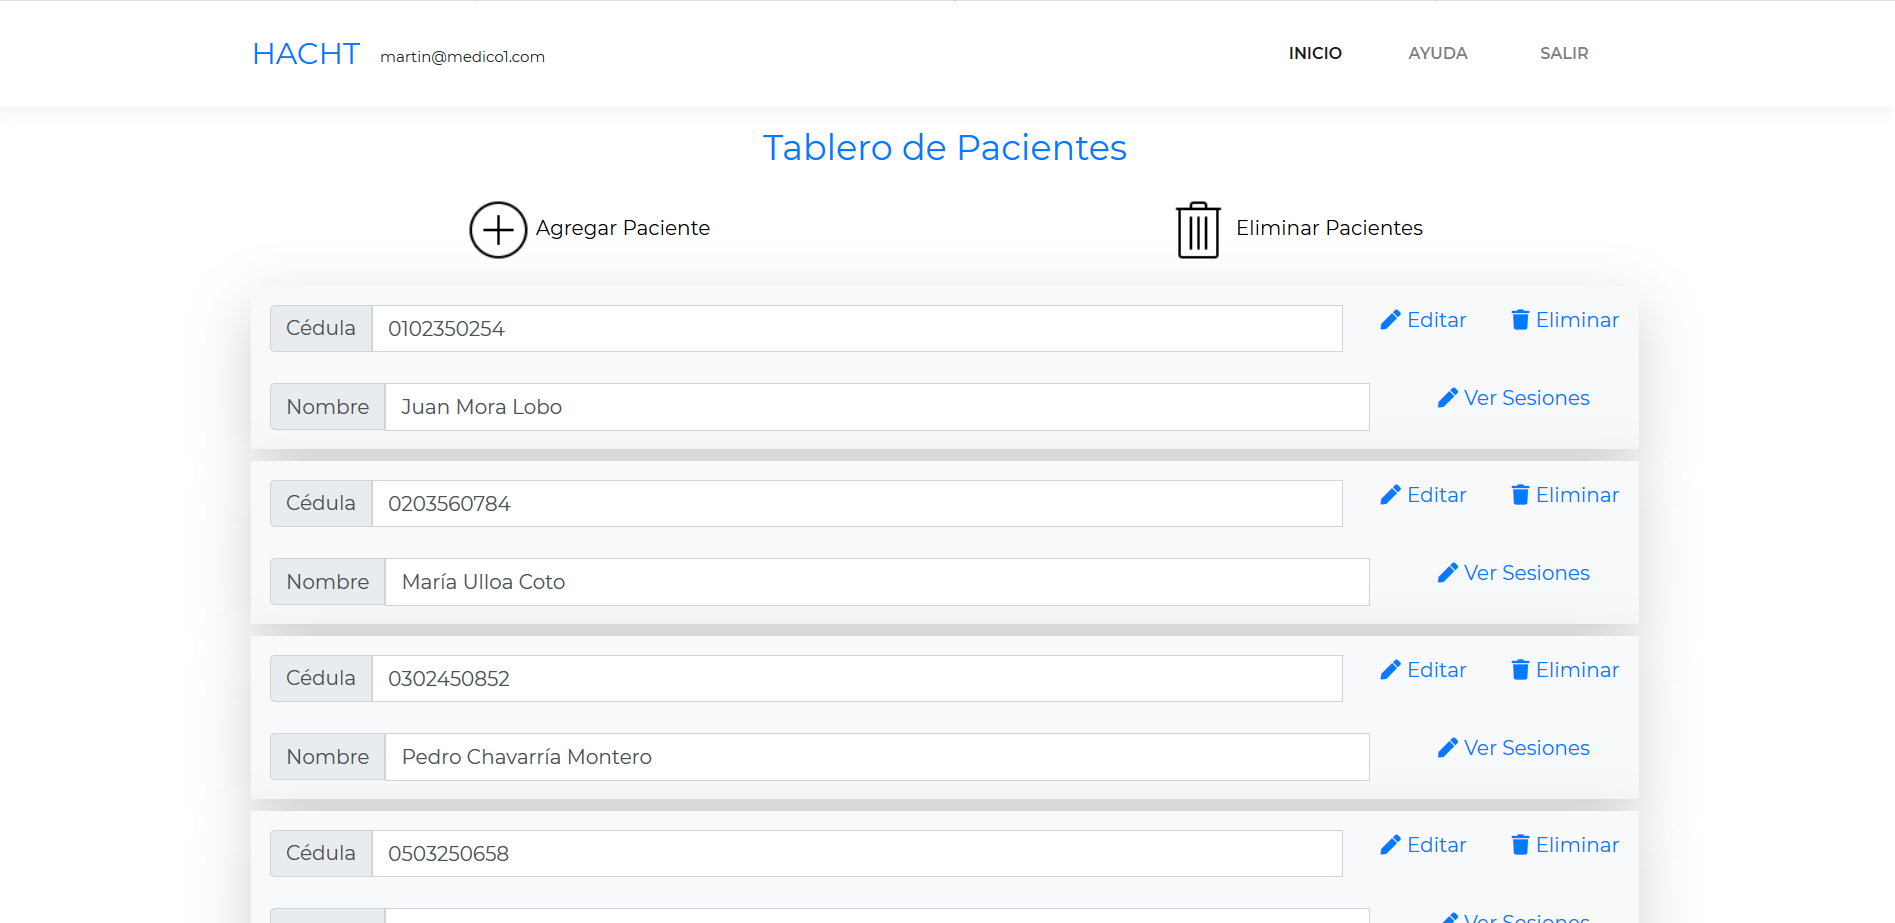 HACHT martin@medico1.com INICIO AYUDA SALIR
Tablero de Pacientes
Agregar Paciente Eliminar Pacientes
Cédula 0102350254 Editar Eliminar
Nombre Juan Mora Lobo Ver Sesiones
Cédula 0203560784 Editar Eliminar
Nombre María Ulloa Coto Ver Sesiones
Cédula 0302450852 Editar Eliminar
Nombre Pedro Chavarría Montero Ver Sesiones
Cédula 0503250658 Editar Eliminar
Ver Sesiones